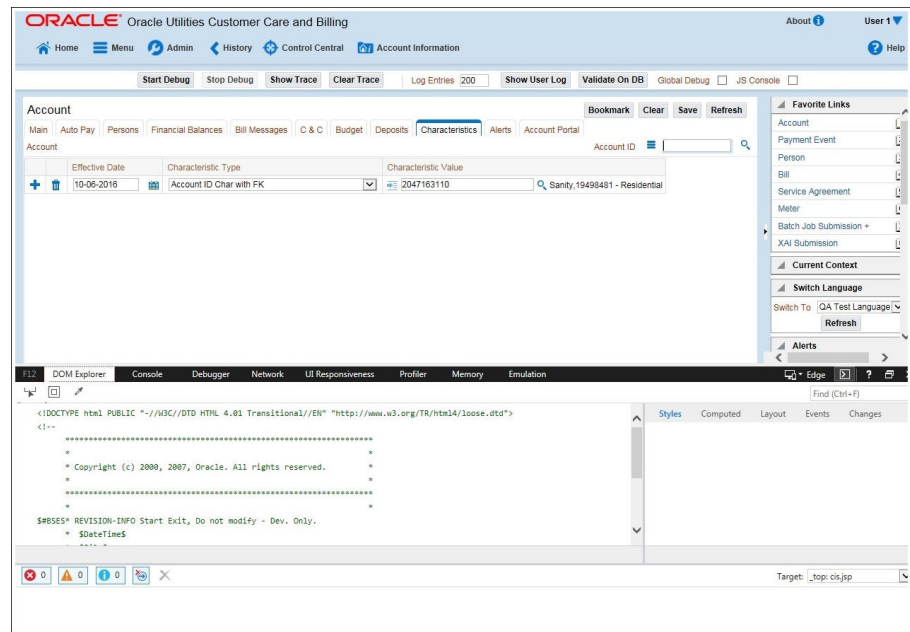 ORACLE® Oracle Utilities Customer Care and Billing
About User 1
Home Menu Admin History Control Central Account Information
Help
Start Debug Stop Debug Show Trace Clear Trace Log Entries 200 Show User Log Validate On DB Global Debug JS Console
Account
Bookmark Clear Save Refresh
Main Auto Pay Persons Financial Balances Bill Messages C & C Budget Deposits Characteristics Alerts Account Portal
Account
Account ID
Effective Date Characteristic Type Characteristic Value
10-06-2016 Account ID Char with FK 2047163110 Sanity,19498481 - Residential
Favorite Links
Account
Payment Event
Person
Bill
Service Agreement
Meter
Batch Job Submission +
XAI Submission
Current Context
Switch Language
Switch To QA Test Language
Refresh
Alerts
F12 DOM Explorer Console Debugger Network UI Responsiveness Profiler Memory Emulation
Edge ?
Find (Ctrl+F)
<!DOCTYPE html PUBLIC "-//W3C//DTD HTML 4.01 Transitional//EN" "http://www.w3.org/TR/html4/loose.dtd">
<!--
*****************************************************************
* *
* Copyright (c) 2000, 2007, Oracle. All rights reserved. *
* *
*****************************************************************
* *
$#BSES* REVISION-INFO Start Exit, Do not modify - Dev. Only.
* $DateTime$
Styles Computed Layout Events Changes
0 0 0
Target: _top: cis.jsp